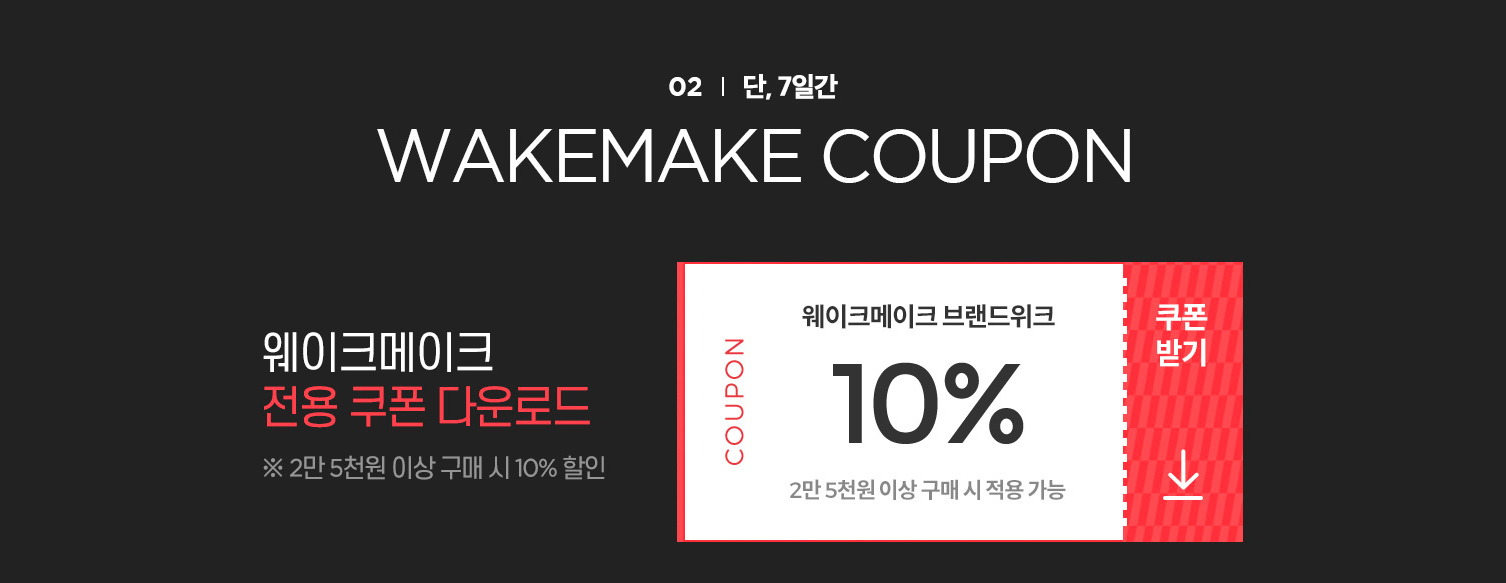 02 | 단, 7일간
WAKEMAKE COUPON
웨이크메이크
전용 쿠폰 다운로드
※ 2만 5천원 이상 구매 시 10% 할인
COUPON
웨이크메이크 브랜드위크
10%
2만 5천원 이상 구매 시 적용 가능
쿠폰
받기